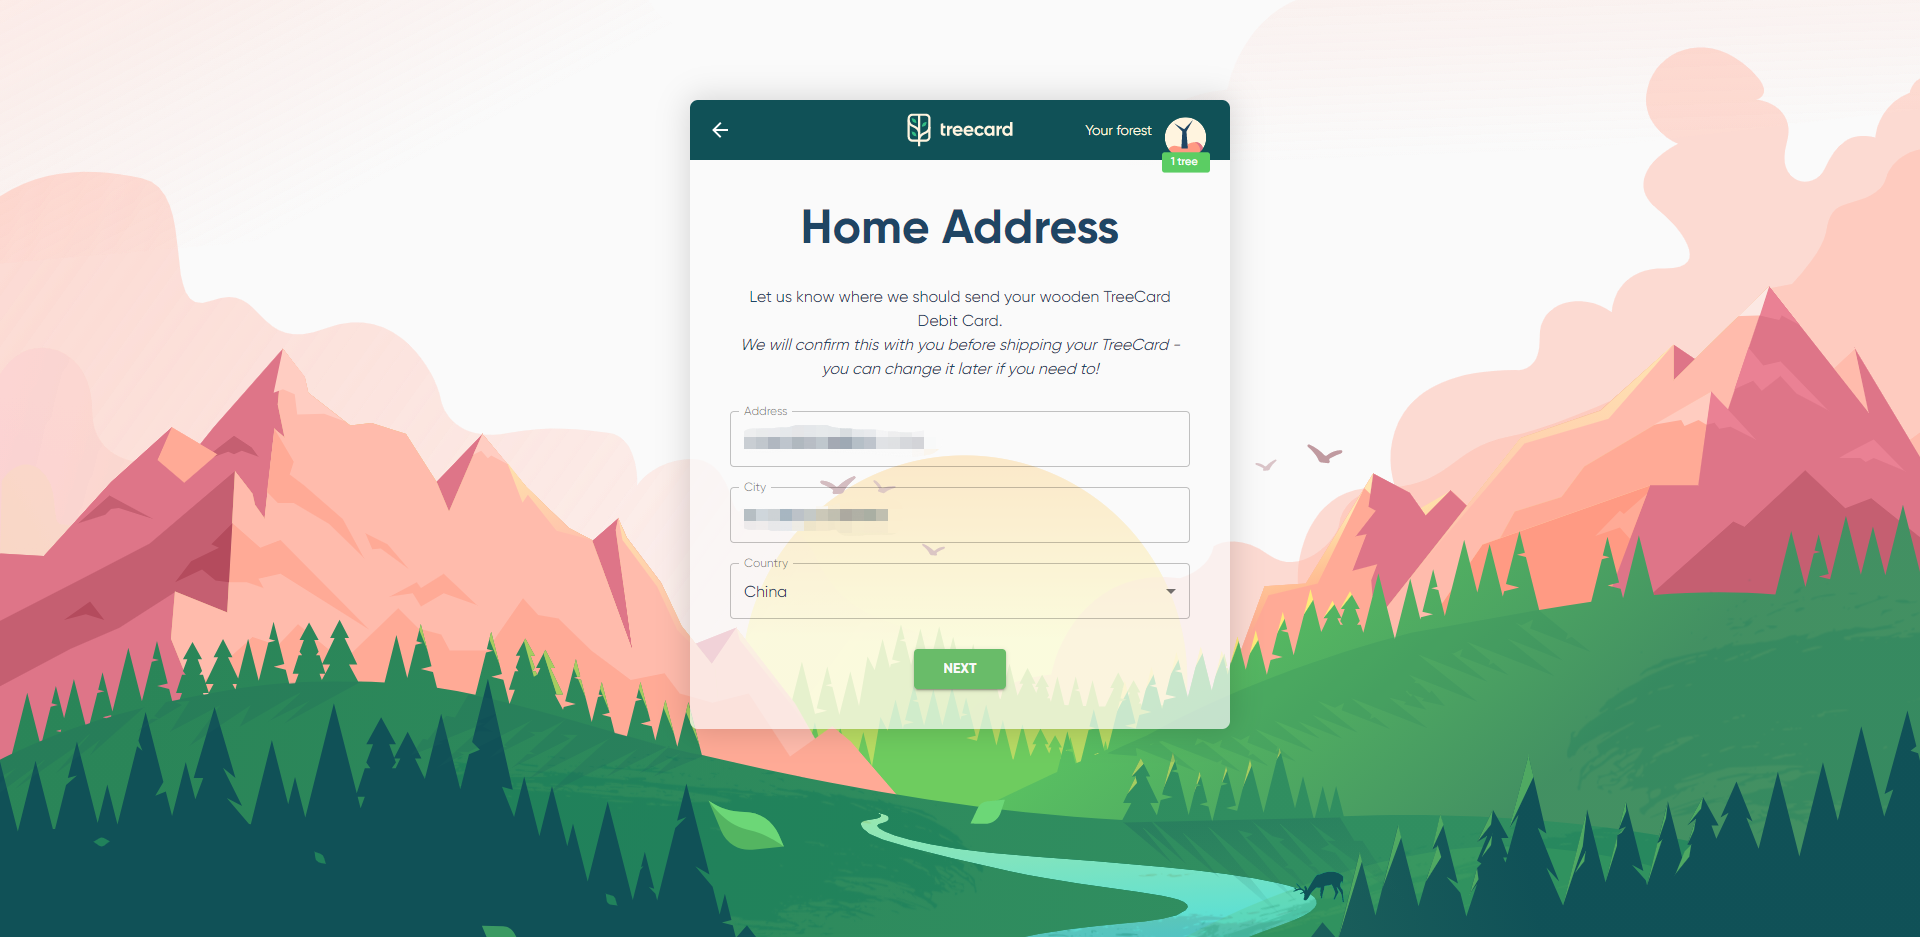 treecard
Your forest
1 tree
Home Address
Let us know where we should send your wooden TreeCard
Debit Card.
We will confirm this with you before shipping your TreeCard -
you can change it later if you need to!
Address
City
Country
China
NEXT